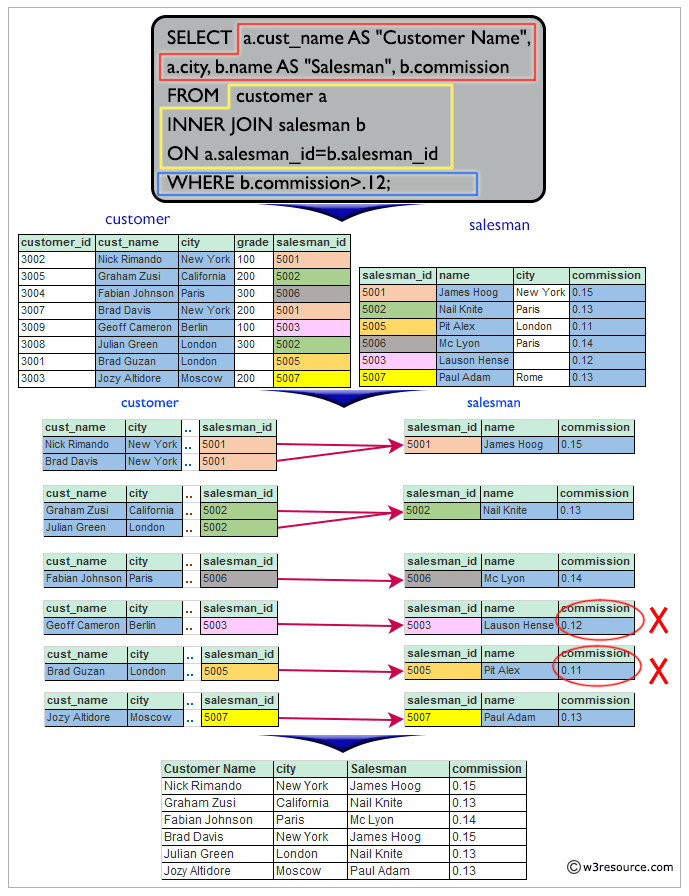 SELECT a.cust_name AS "Customer Name",
a.city, b.name AS "Salesman", b.commission
FROM customer a
INNER JOIN salesman b
ON a.salesman_id=b.salesman_id
WHERE b.commission>.12;
customer
customer_id cust_name city grade salesman_id
3002 Nick Rimando New York 100 5001
3005 Graham Zusi California 200 5002
3004 Fabian Johnson Paris 300 5006
3007 Brad Davis New York 200 5001
3009 Geoff Cameron Berlin 100 5003
3008 Julian Green London 300 5002
3001 Brad Guzan London 5005
3003 Jozy Altidore Moscow 200 5007
salesman
salesman_id name city commission
5001 James Hoog New York 0.15
5002 Nail Knite Paris 0.13
5005 Pit Alex London 0.11
5006 Mc Lyon Paris 0.14
5003 Lauson Hense 0.12
5007 Paul Adam Rome 0.13
customer salesman
cust_name city .. salesman_id salesman_id name commission
Nick Rimando New York .. 5001 5001 James Hoog 0.15
Brad Davis New York .. 5001
cust_name city .. salesman_id salesman_id name commission
Graham Zusi California .. 5002 5002 Nail Knite 0.13
Julian Green London .. 5002
cust_name city .. salesman_id salesman_id name commission
Fabian Johnson Paris .. 5006 5006 Mc Lyon 0.14
cust_name city .. salesman_id salesman_id name commission
Geoff Cameron Berlin .. 5003 5003 Lauson Hense 0.12 X
cust_name city .. salesman_id salesman_id name commission
Brad Guzan London .. 5005 5005 Pit Alex 0.11 X
cust_name city .. salesman_id salesman_id name commission
Jozy Altidore Moscow .. 5007 5007 Paul Adam 0.13
Customer Name city Salesman commission
Nick Rimando New York James Hoog 0.15
Graham Zusi California Nail Knite 0.13
Fabian Johnson Paris Mc Lyon 0.14
Brad Davis New York James Hoog 0.15
Julian Green London Nail Knite 0.13
Jozy Altidore Moscow Paul Adam 0.13
© w3resource.com